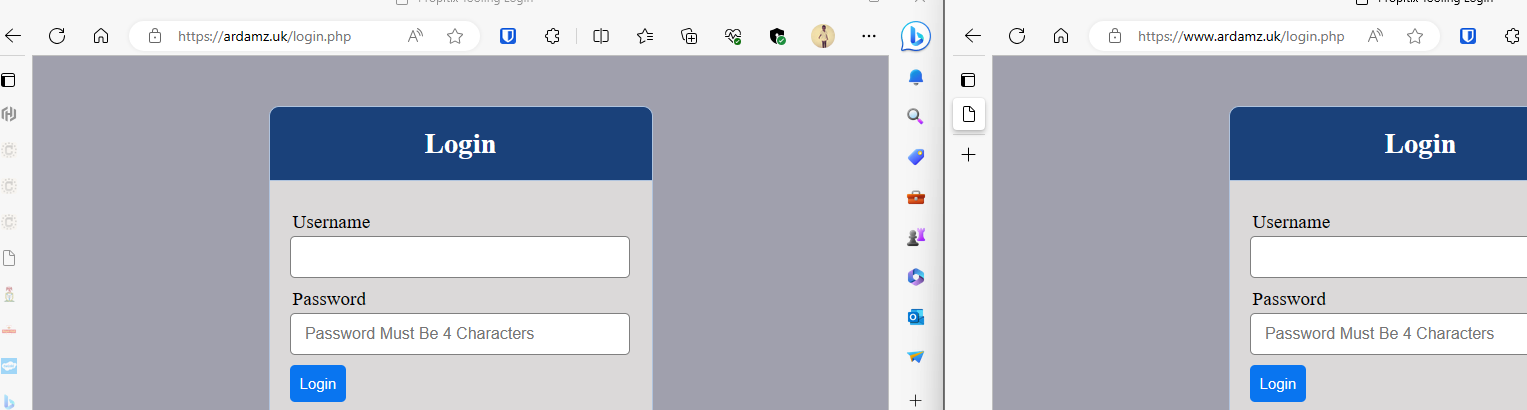 Propitix Tooling Login
https://ardamz.uk/login.php
Login
Username
Password
Password Must Be 4 Characters
Login
Propitix Tooling Login
https://www.ardamz.uk/login.php
Login
Username
Password
Password Must Be 4 Characters
Login